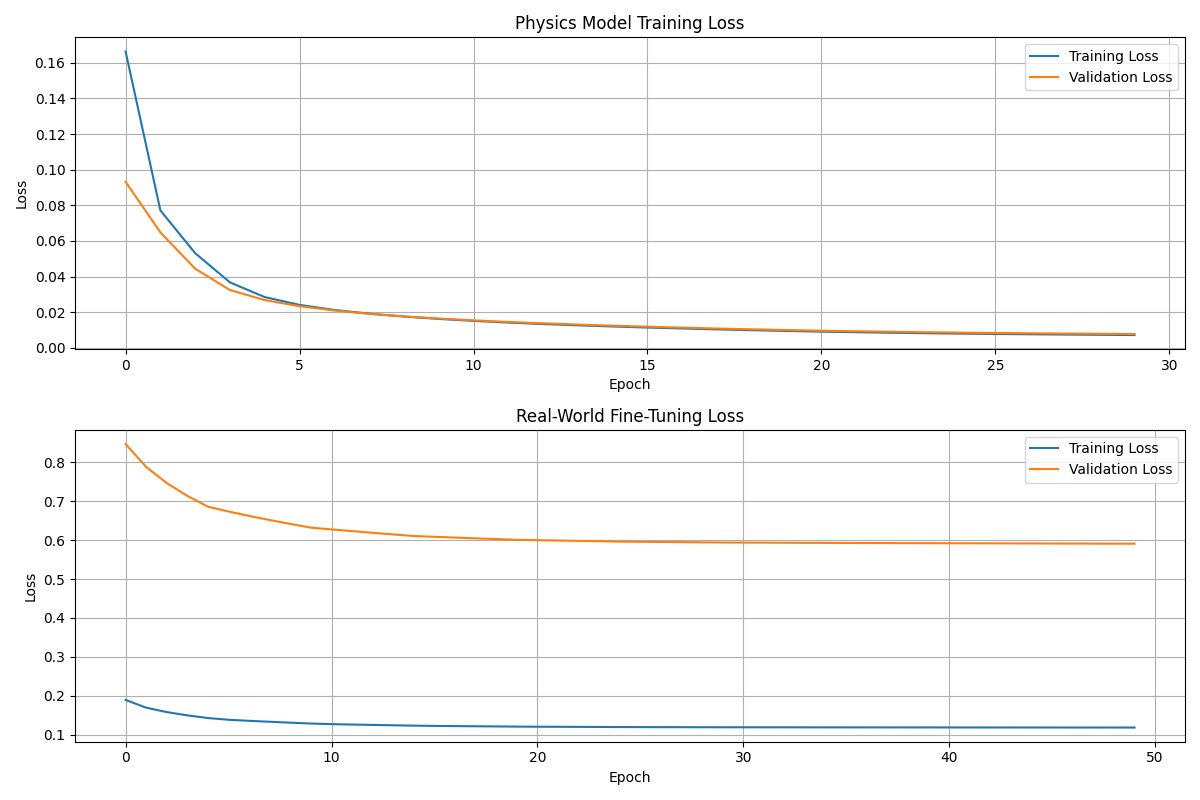 Physics Model Training Loss
Training Loss
Validation Loss
Loss
0.16
0.14
0.12
0.10
0.08
0.06
0.04
0.02
0.00
0 5 10 15 20 25 30
Epoch
Real-World Fine-Tuning Loss
Training Loss
Validation Loss
Loss
0.8
0.7
0.6
0.5
0.4
0.3
0.2
0.1
0 10 20 30 40 50
Epoch